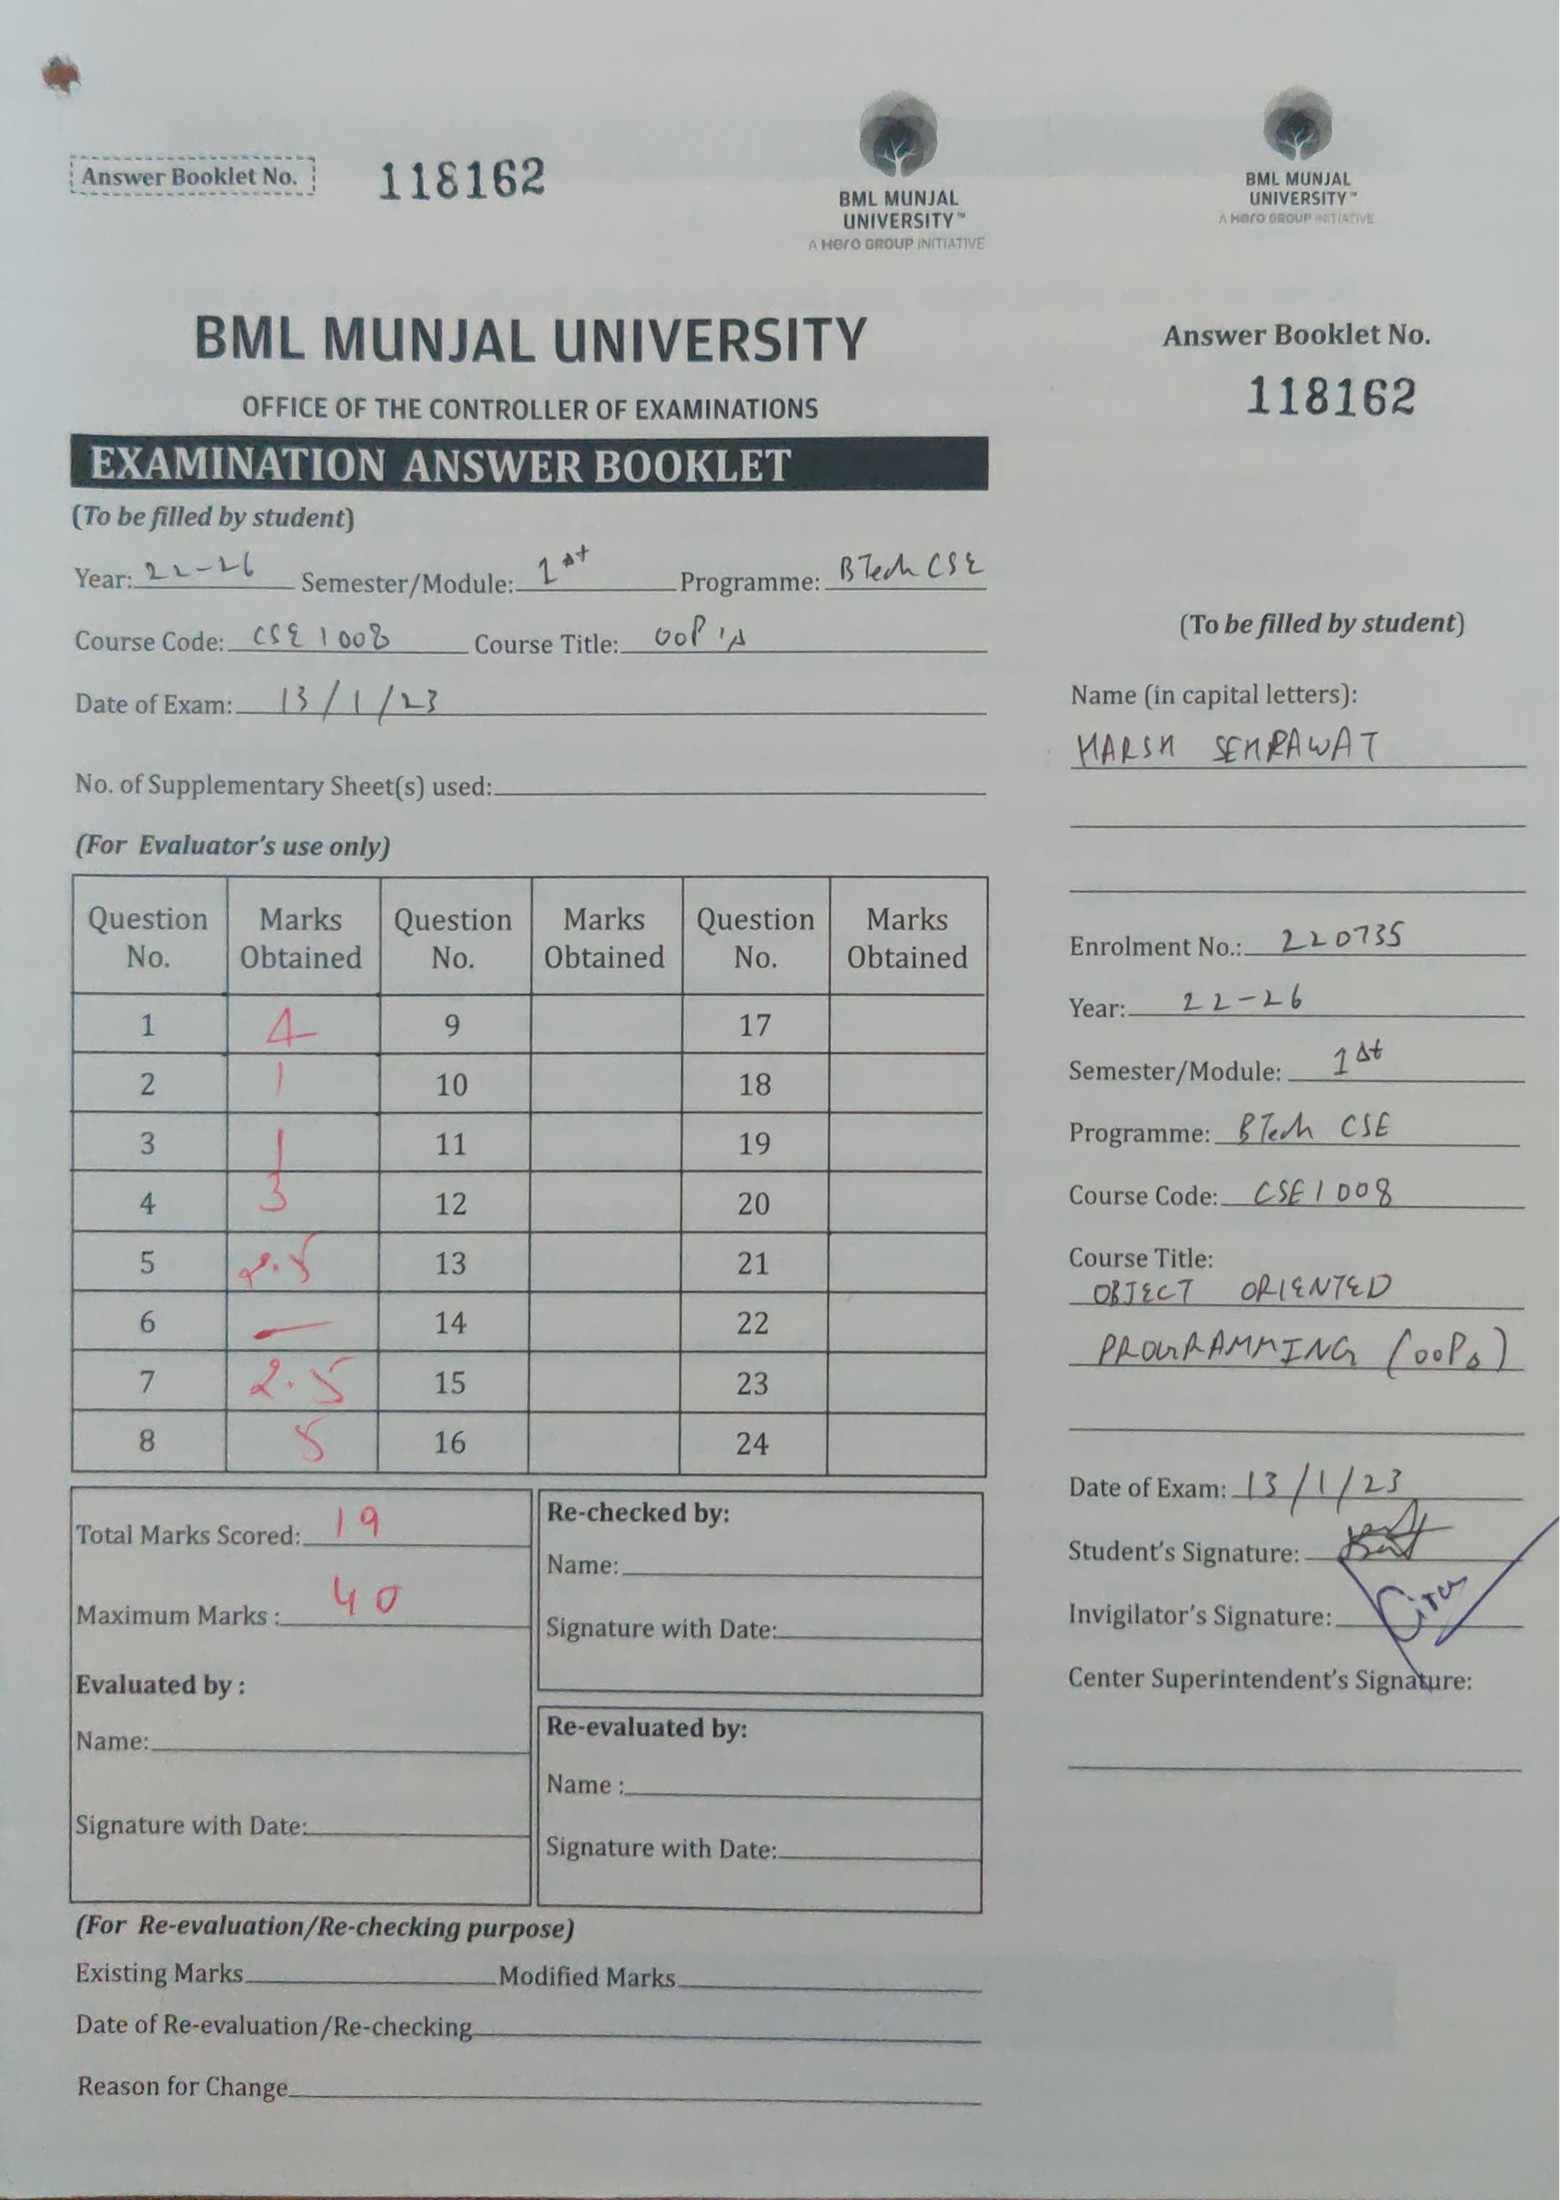 Answer Booklet No. 118162
BML MUNJAL
UNIVERSITY™
A Hero GROUP INITIATIVE
BML MUNJAL
UNIVERSITY™
A Hero GROUP INITIATIVE
BML MUNJAL UNIVERSITY
OFFICE OF THE CONTROLLER OF EXAMINATIONS
EXAMINATION ANSWER BOOKLET
(To be filled by student)
Year: 22-26 Semester/Module: 1st Programme: BTech CSE
Course Code: CSE 1008 Course Title: OOP's
Date of Exam: 13/1/23
No. of Supplementary Sheet(s) used:
(For Evaluator's use only)
Question No. Marks Obtained Question No. Marks Obtained Question No. Marks Obtained
1 4 9 17
2 1 10 18
3 1 11 19
4 3 12 20
5 2.5 13 21
6 — 14 22
7 2.5 15 23
8 5 16 24
Total Marks Scored: 19
Maximum Marks : 40
Evaluated by :
Name:
Signature with Date:
Re-checked by:
Name:
Signature with Date:
Re-evaluated by:
Name :
Signature with Date:
(For Re-evaluation/Re-checking purpose)
Existing Marks Modified Marks
Date of Re-evaluation/Re-checking
Reason for Change
Answer Booklet No.
118162
(To be filled by student)
Name (in capital letters):
HARSH SEHRAWAT
Enrolment No.: 220735
Year: 22-26
Semester/Module: 1st
Programme: BTech CSE
Course Code: CSE1008
Course Title:
OBJECT ORIENTED
PROGRAMMING (OOPs)
Date of Exam: 13/1/23
Student's Signature:
Invigilator's Signature:
Center Superintendent's Signature: